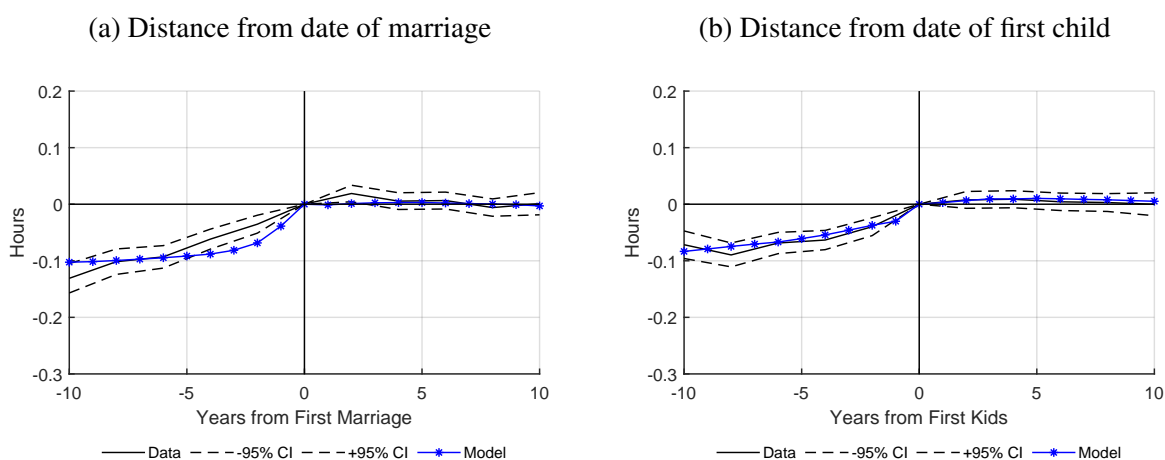 (a) Distance from date of marriage
0.2
0.1
0
-0.1
-0.2
-0.3
Hours
-10
-5
0
5
10
Years from First Marriage
Data
-95% CI
+95% CI
Model
(b) Distance from date of first child
0.2
0.1
0
-0.1
-0.2
-0.3
Hours
-10
-5
0
5
10
Years from First Kids
Data
-95% CI
+95% CI
Model